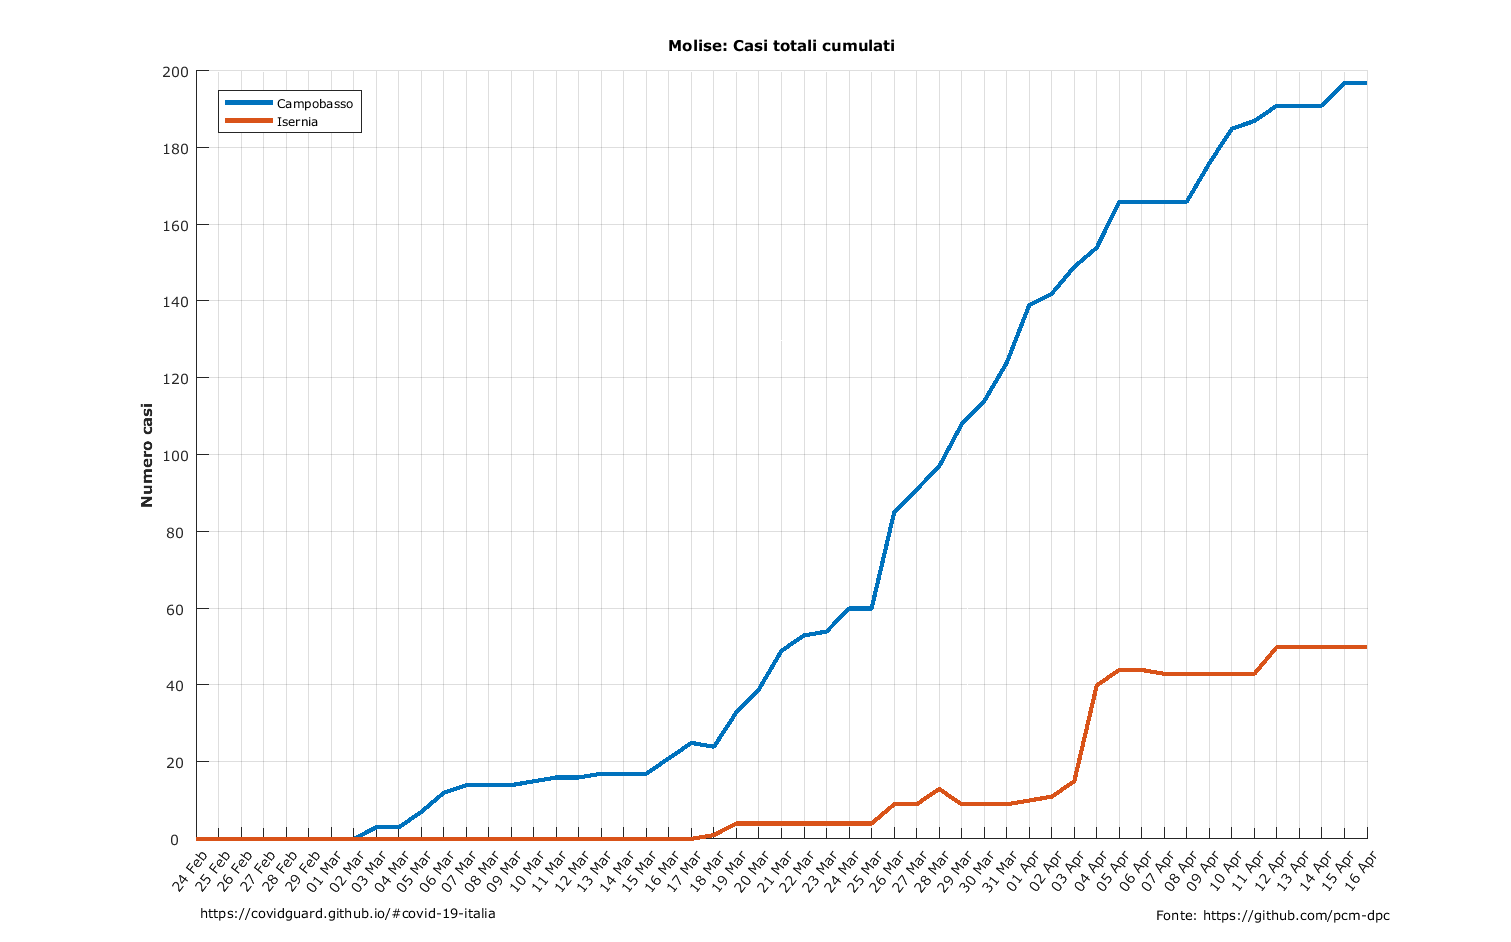 Molise: Casi totali cumulati
Campobasso
Isernia
Numero casi
200
180
160
140
120
100
80
60
40
20
0
24 Feb
25 Feb
26 Feb
27 Feb
28 Feb
29 Feb
01 Mar
02 Mar
03 Mar
04 Mar
05 Mar
06 Mar
07 Mar
08 Mar
09 Mar
10 Mar
11 Mar
12 Mar
13 Mar
14 Mar
15 Mar
16 Mar
17 Mar
18 Mar
19 Mar
20 Mar
21 Mar
22 Mar
23 Mar
24 Mar
25 Mar
26 Mar
27 Mar
28 Mar
29 Mar
30 Mar
31 Mar
01 Apr
02 Apr
03 Apr
04 Apr
05 Apr
06 Apr
07 Apr
08 Apr
09 Apr
10 Apr
11 Apr
12 Apr
13 Apr
14 Apr
15 Apr
16 Apr
https://covidguard.github.io/#covid-19-italia
Fonte: https://github.com/pcm-dpc